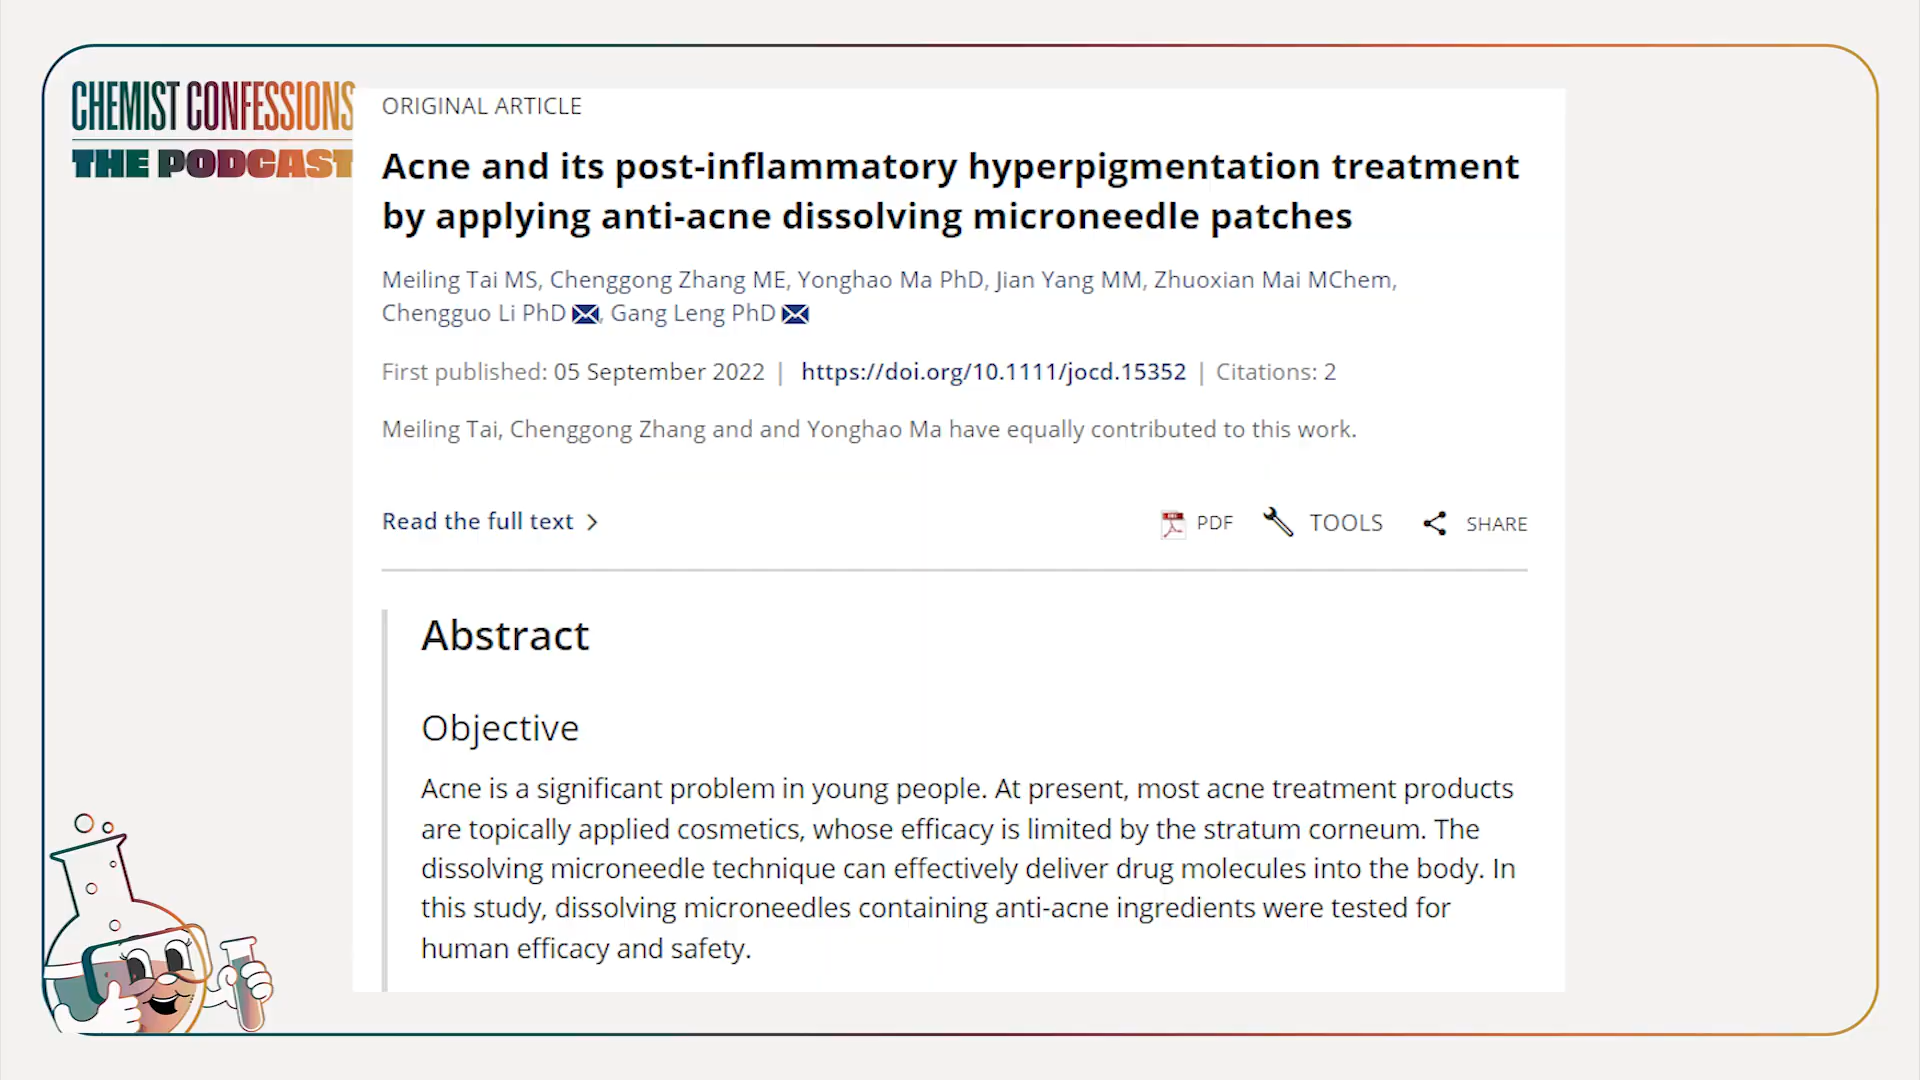 CHEMIST CONFESSIONS
THE PODCAST
ORIGINAL ARTICLE
Acne and its post-inflammatory hyperpigmentation treatment
by applying anti-acne dissolving microneedle patches
Meiling Tai MS, Chenggong Zhang ME, Yonghao Ma PhD, Jian Yang MM, Zhuoxian Mai MChem,
Chengguo Li PhD, Gang Leng PhD
First published: 05 September 2022 | https://doi.org/10.1111/jocd.15352 | Citations: 2
Meiling Tai, Chenggong Zhang and and Yonghao Ma have equally contributed to this work.
Read the full text >
PDF TOOLS SHARE
Abstract
Objective
Acne is a significant problem in young people. At present, most acne treatment products
are topically applied cosmetics, whose efficacy is limited by the stratum corneum. The
dissolving microneedle technique can effectively deliver drug molecules into the body. In
this study, dissolving microneedles containing anti-acne ingredients were tested for
human efficacy and safety.